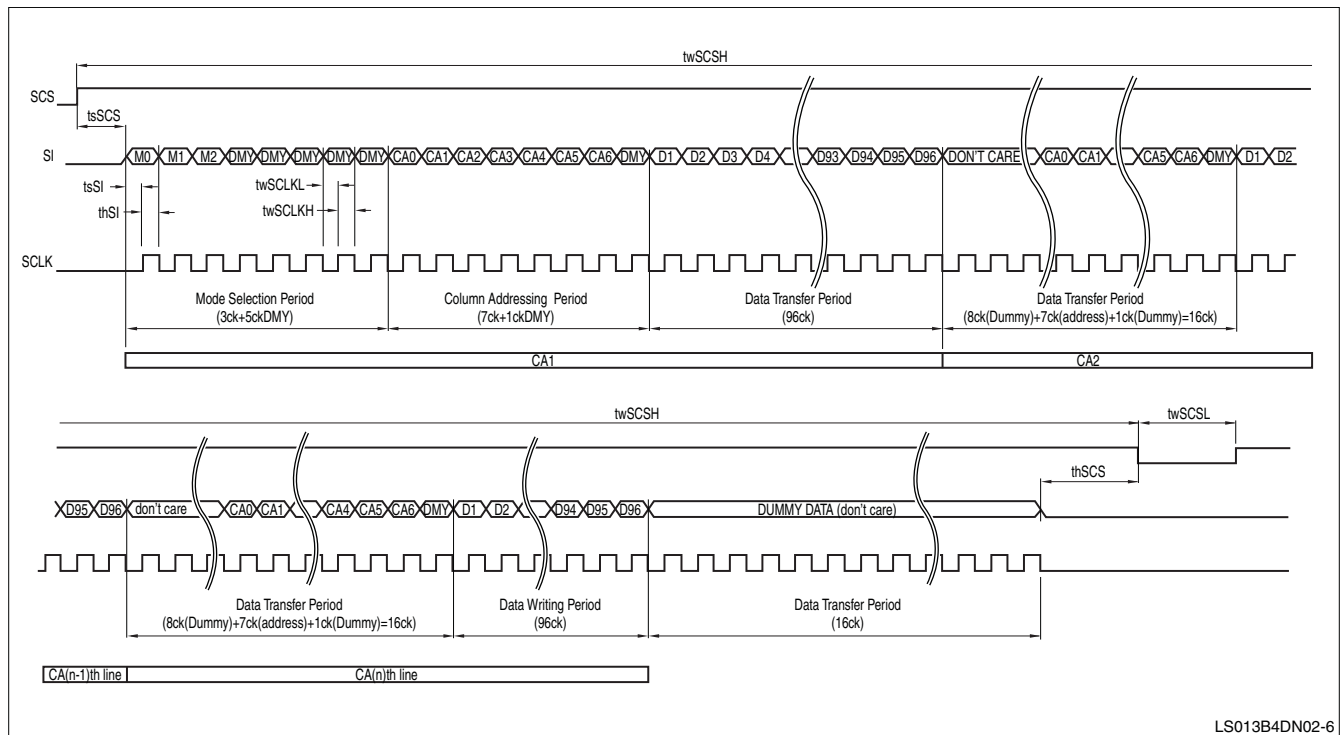 twSCSH
SCS
tsSCS
SI
M0 M1 M2 DMY DMY DMY DMY DMY CA0 CA1 CA2 CA3 CA4 CA5 CA6 DMY D1 D2 D3 D4 D93 D94 D95 D96 DON'T CARE CA0 CA1 CA5 CA6 DMY D1 D2
tsSI
twSCLKL
thSI
twSCLKH
SCLK
Mode Selection Period
(3ck+5ckDMY)
Column Addressing Period
(7ck+1ckDMY)
Data Transfer Period
(96ck)
Data Transfer Period
(8ck(Dummy)+7ck(address)+1ck(Dummy)=16ck)
CA1
CA2
twSCSH
twSCSL
thSCS
D95 D96 don't care CA0 CA1 CA4 CA5 CA6 DMY D1 D2 D94 D95 D96 DUMMY DATA (don't care)
Data Transfer Period
(8ck(Dummy)+7ck(address)+1ck(Dummy)=16ck)
Data Writing Period
(96ck)
Data Transfer Period
(16ck)
CA(n-1)th line
CA(n)th line
LS013B4DN02-6